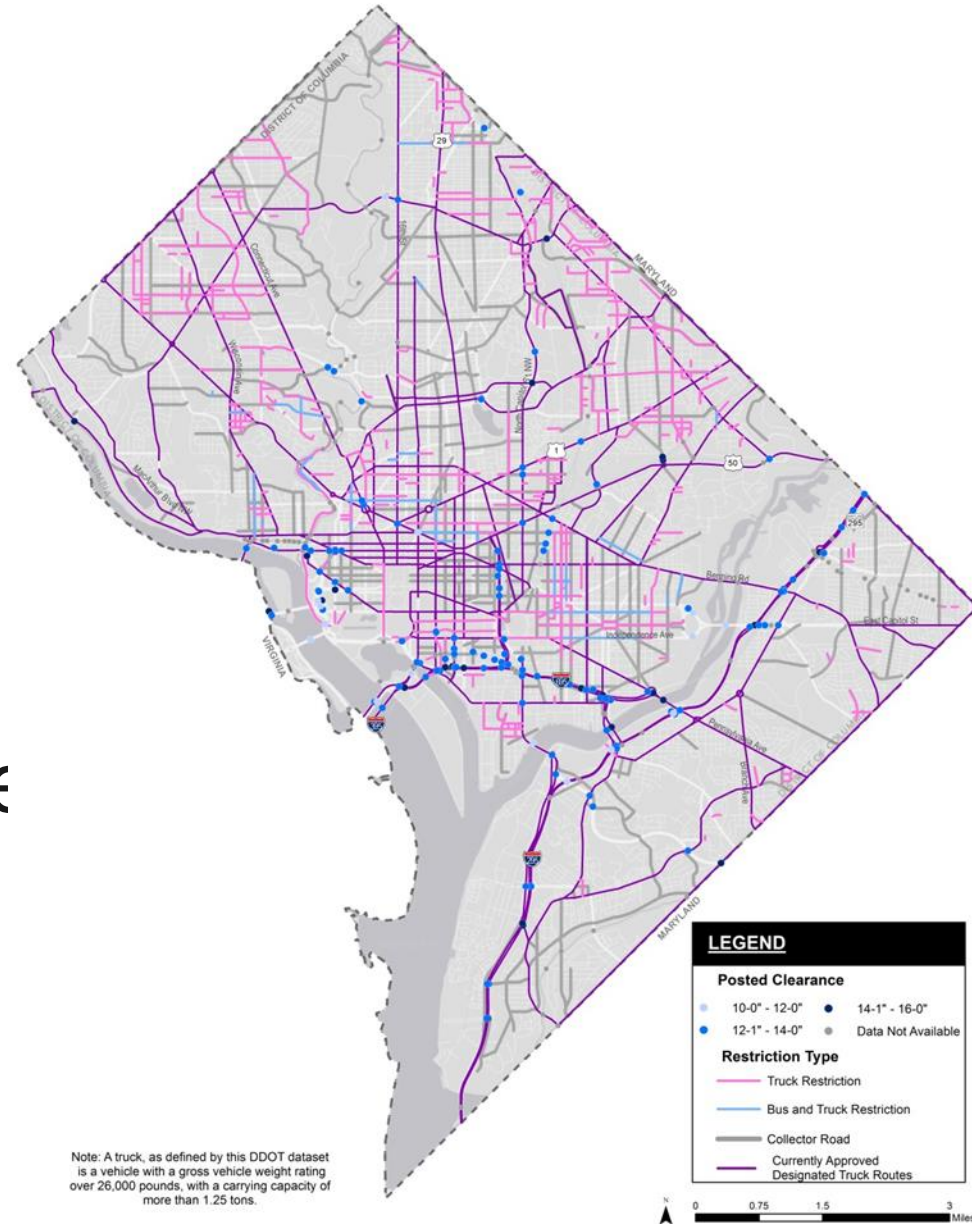 DISTRICT OF COLUMBIA
29
16th St
Connecticut Ave
MARYLAND
Wisconsin Ave
MacArthur Blvd NW
1
50
295
Benning Rd
East Capitol St
Independence Ave
VIRGINIA
395
Pennsylvania Ave
Branch Ave
DISTRICT OF COLUM
295
MARYLAND
LEGEND
Posted Clearance
10-0" - 12-0"
14-1" - 16-0"
12-1" - 14-0"
Data Not Available
Restriction Type
Truck Restriction
Bus and Truck Restriction
Collector Road
Currently Approved
Designated Truck Routes
Note: A truck, as defined by this DDOT dataset
is a vehicle with a gross vehicle weight rating
over 26,000 pounds, with a carrying capacity of
more than 1.25 tons.
N
0 0.75 1.5 3
Miles